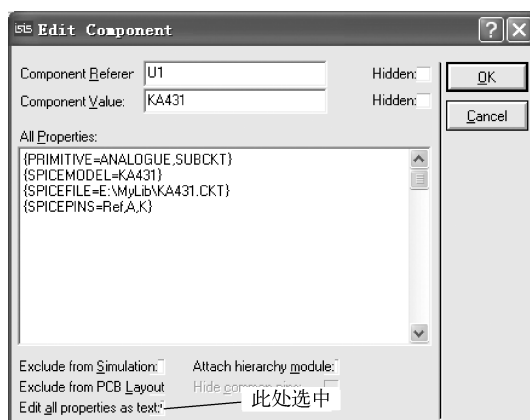 isis Edit Component
Component Referer U1 Hidden:
OK
Component Value: KA431 Hidden:
Cancel
All Properties:
{PRIMITIVE=ANALOGUE,SUBCKT}
{SPICEMODEL=KA431}
{SPICEFILE=E:\MyLib\KA431.CKT}
{SPICEPINS=Ref,A,K}
Exclude from Simulation: Attach hierarchy module:
Exclude from PCB Layout Hide common pins:
Edit all properties as text:
此处选中